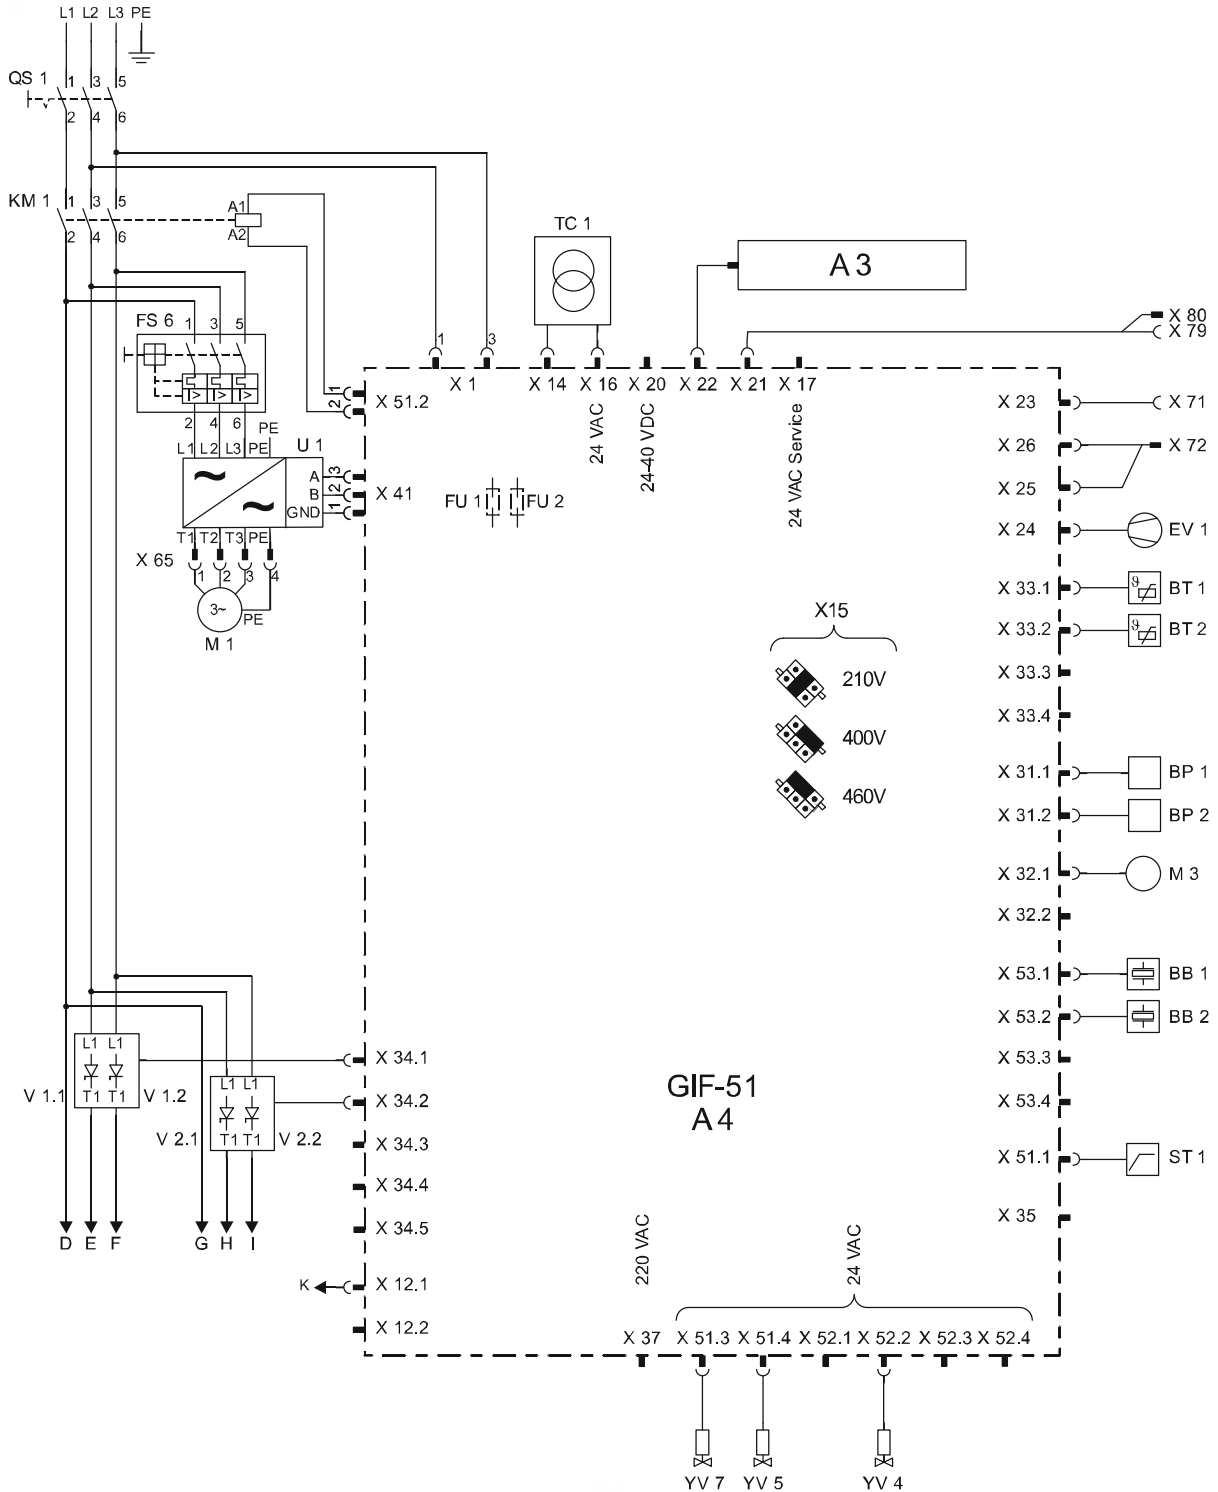 L1 L2 L3 PE
QS 1
1 3 5
2 4 6
KM 1
1 3 5
2 4 6
A1
A2
TC 1
A 3
X 80
X 79
FS 6
1 3 5
2 4 6
PE
L1 L2 L3 PE
U 1
A
B
GND
3
2
1
T1 T2 T3 PE
X 65
1 2 3 4
3~
PE
M 1
1 3
X 1
X 14
X 16
X 20
X 22
X 21
X 17
24 VAC
24-40 VDC
24 VAC Service
1
2
X 51.2
X 41
FU 1
FU 2
X 23
X 71
X 26
X 72
X 25
X 24
EV 1
X 33.1
BT 1
X 33.2
BT 2
X 33.3
X 33.4
X15
210V
400V
460V
X 31.1
BP 1
X 31.2
BP 2
X 32.1
M 3
X 32.2
X 53.1
BB 1
X 53.2
BB 2
X 53.3
X 53.4
X 51.1
ST 1
X 35
L1 L1
T1 T1
V 1.1
V 1.2
L1 L1
T1 T1
V 2.1
V 2.2
X 34.1
X 34.2
X 34.3
X 34.4
X 34.5
GIF-51
A 4
D E F G H I
K
X 12.1
X 12.2
220 VAC
24 VAC
X 37 X 51.3 X 51.4 X 52.1 X 52.2 X 52.3 X 52.4
YV 7 YV 5 YV 4